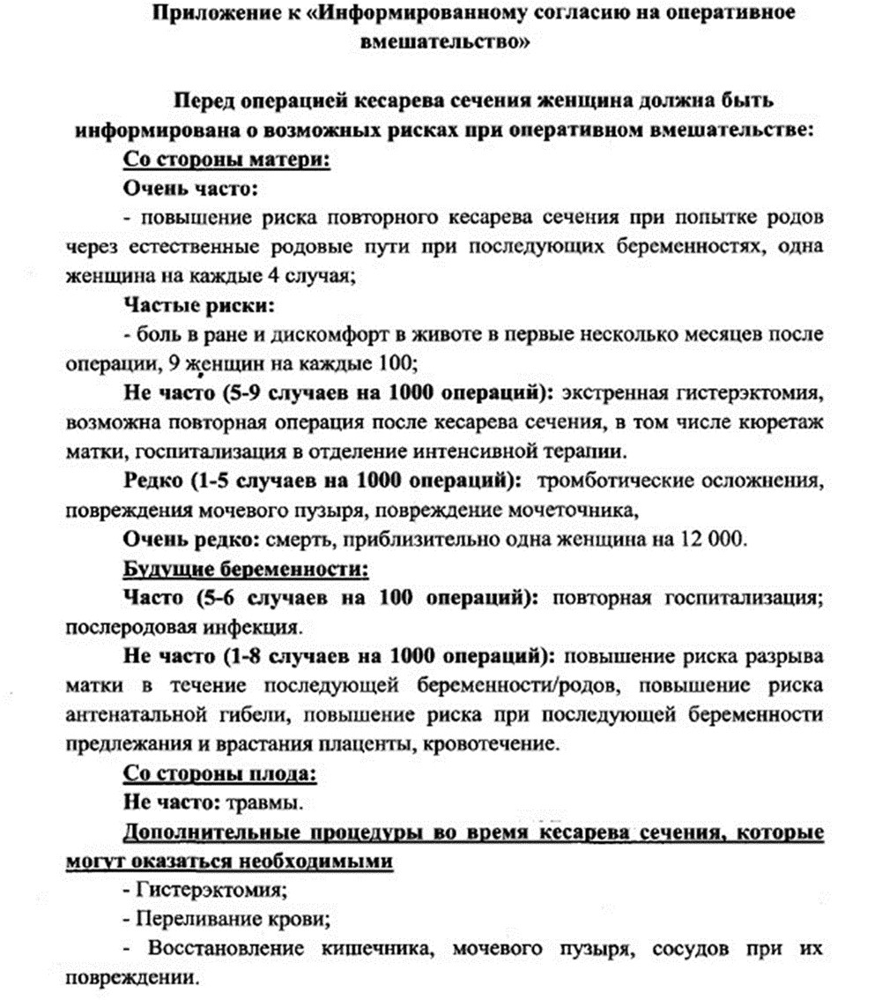 Приложение к «Информированному согласию на оперативное
вмешательство»
Перед операцией кесарева сечения женщина должна быть
информирована о возможных рисках при оперативном вмешательстве:
Со стороны матери:
Очень часто:
- повышение риска повторного кесарева сечения при попытке родов
через естественные родовые пути при последующих беременностях, одна
женщина на каждые 4 случая;
Частые риски:
- боль в ране и дискомфорт в животе в первые несколько месяцев после
операции, 9 женщин на каждые 100;
Не часто (5-9 случаев на 1000 операций): экстренная гистерэктомия,
возможна повторная операция после кесарева сечения, в том числе кюретаж
матки, госпитализация в отделение интенсивной терапии.
Редко (1-5 случаев на 1000 операций): тромботические осложнения,
повреждения мочевого пузыря, повреждение мочеточника,
Очень редко: смерть, приблизительно одна женщина на 12 000.
Будущие беременности:
Часто (5-6 случаев на 100 операций): повторная госпитализация;
послеродовая инфекция.
Не часто (1-8 случаев на 1000 операций): повышение риска разрыва
матки в течение последующей беременности/родов, повышение риска
антенатальной гибели, повышение риска при последующей беременности
предлежания и врастания плаценты, кровотечение.
Со стороны плода:
Не часто: травмы.
Дополнительные процедуры во время кесарева сечения, которые
могут оказаться необходимыми
- Гистерэктомия;
- Переливание крови;
- Восстановление кишечника, мочевого пузыря, сосудов при их
повреждении.